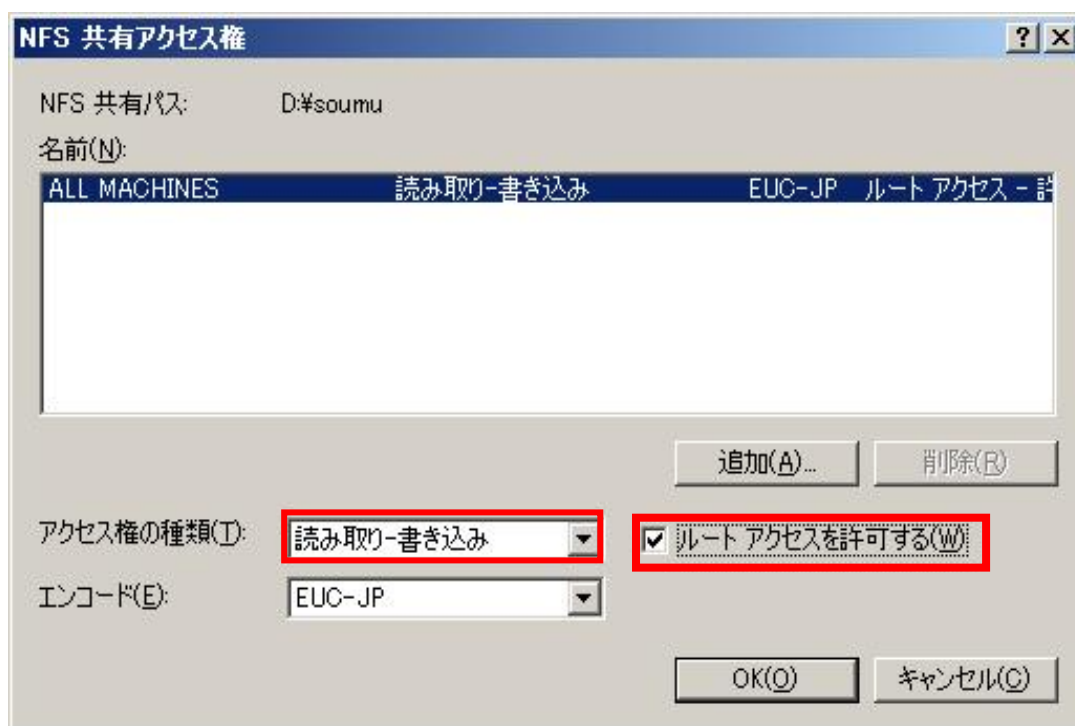 NFS 共有アクセス権
NFS 共有パス: D:¥soumu
名前(N):
ALL MACHINES 読み取り-書き込み EUC-JP ルート アクセス - 許
追加(A)... 削除(R)
アクセス権の種類(T): 読み取り-書き込み ルート アクセスを許可する(W)
エンコード(E): EUC-JP
OK(O) キャンセル(C)